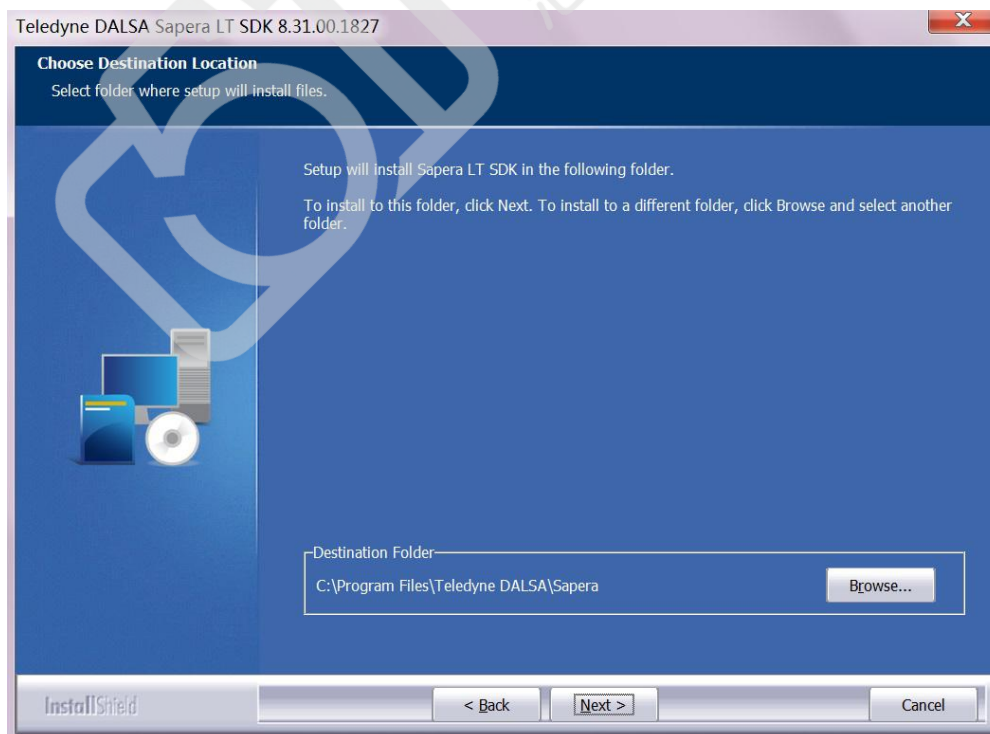 Teledyne DALSA Sapera LT SDK 8.31.00.1827
Choose Destination Location
Select folder where setup will install files.
Setup will install Sapera LT SDK in the following folder.
To install to this folder, click Next. To install to a different folder, click Browse and select another
folder.
Destination Folder
C:\Program Files\Teledyne DALSA\Sapera
Browse...
InstallShield
< Back
Next >
Cancel